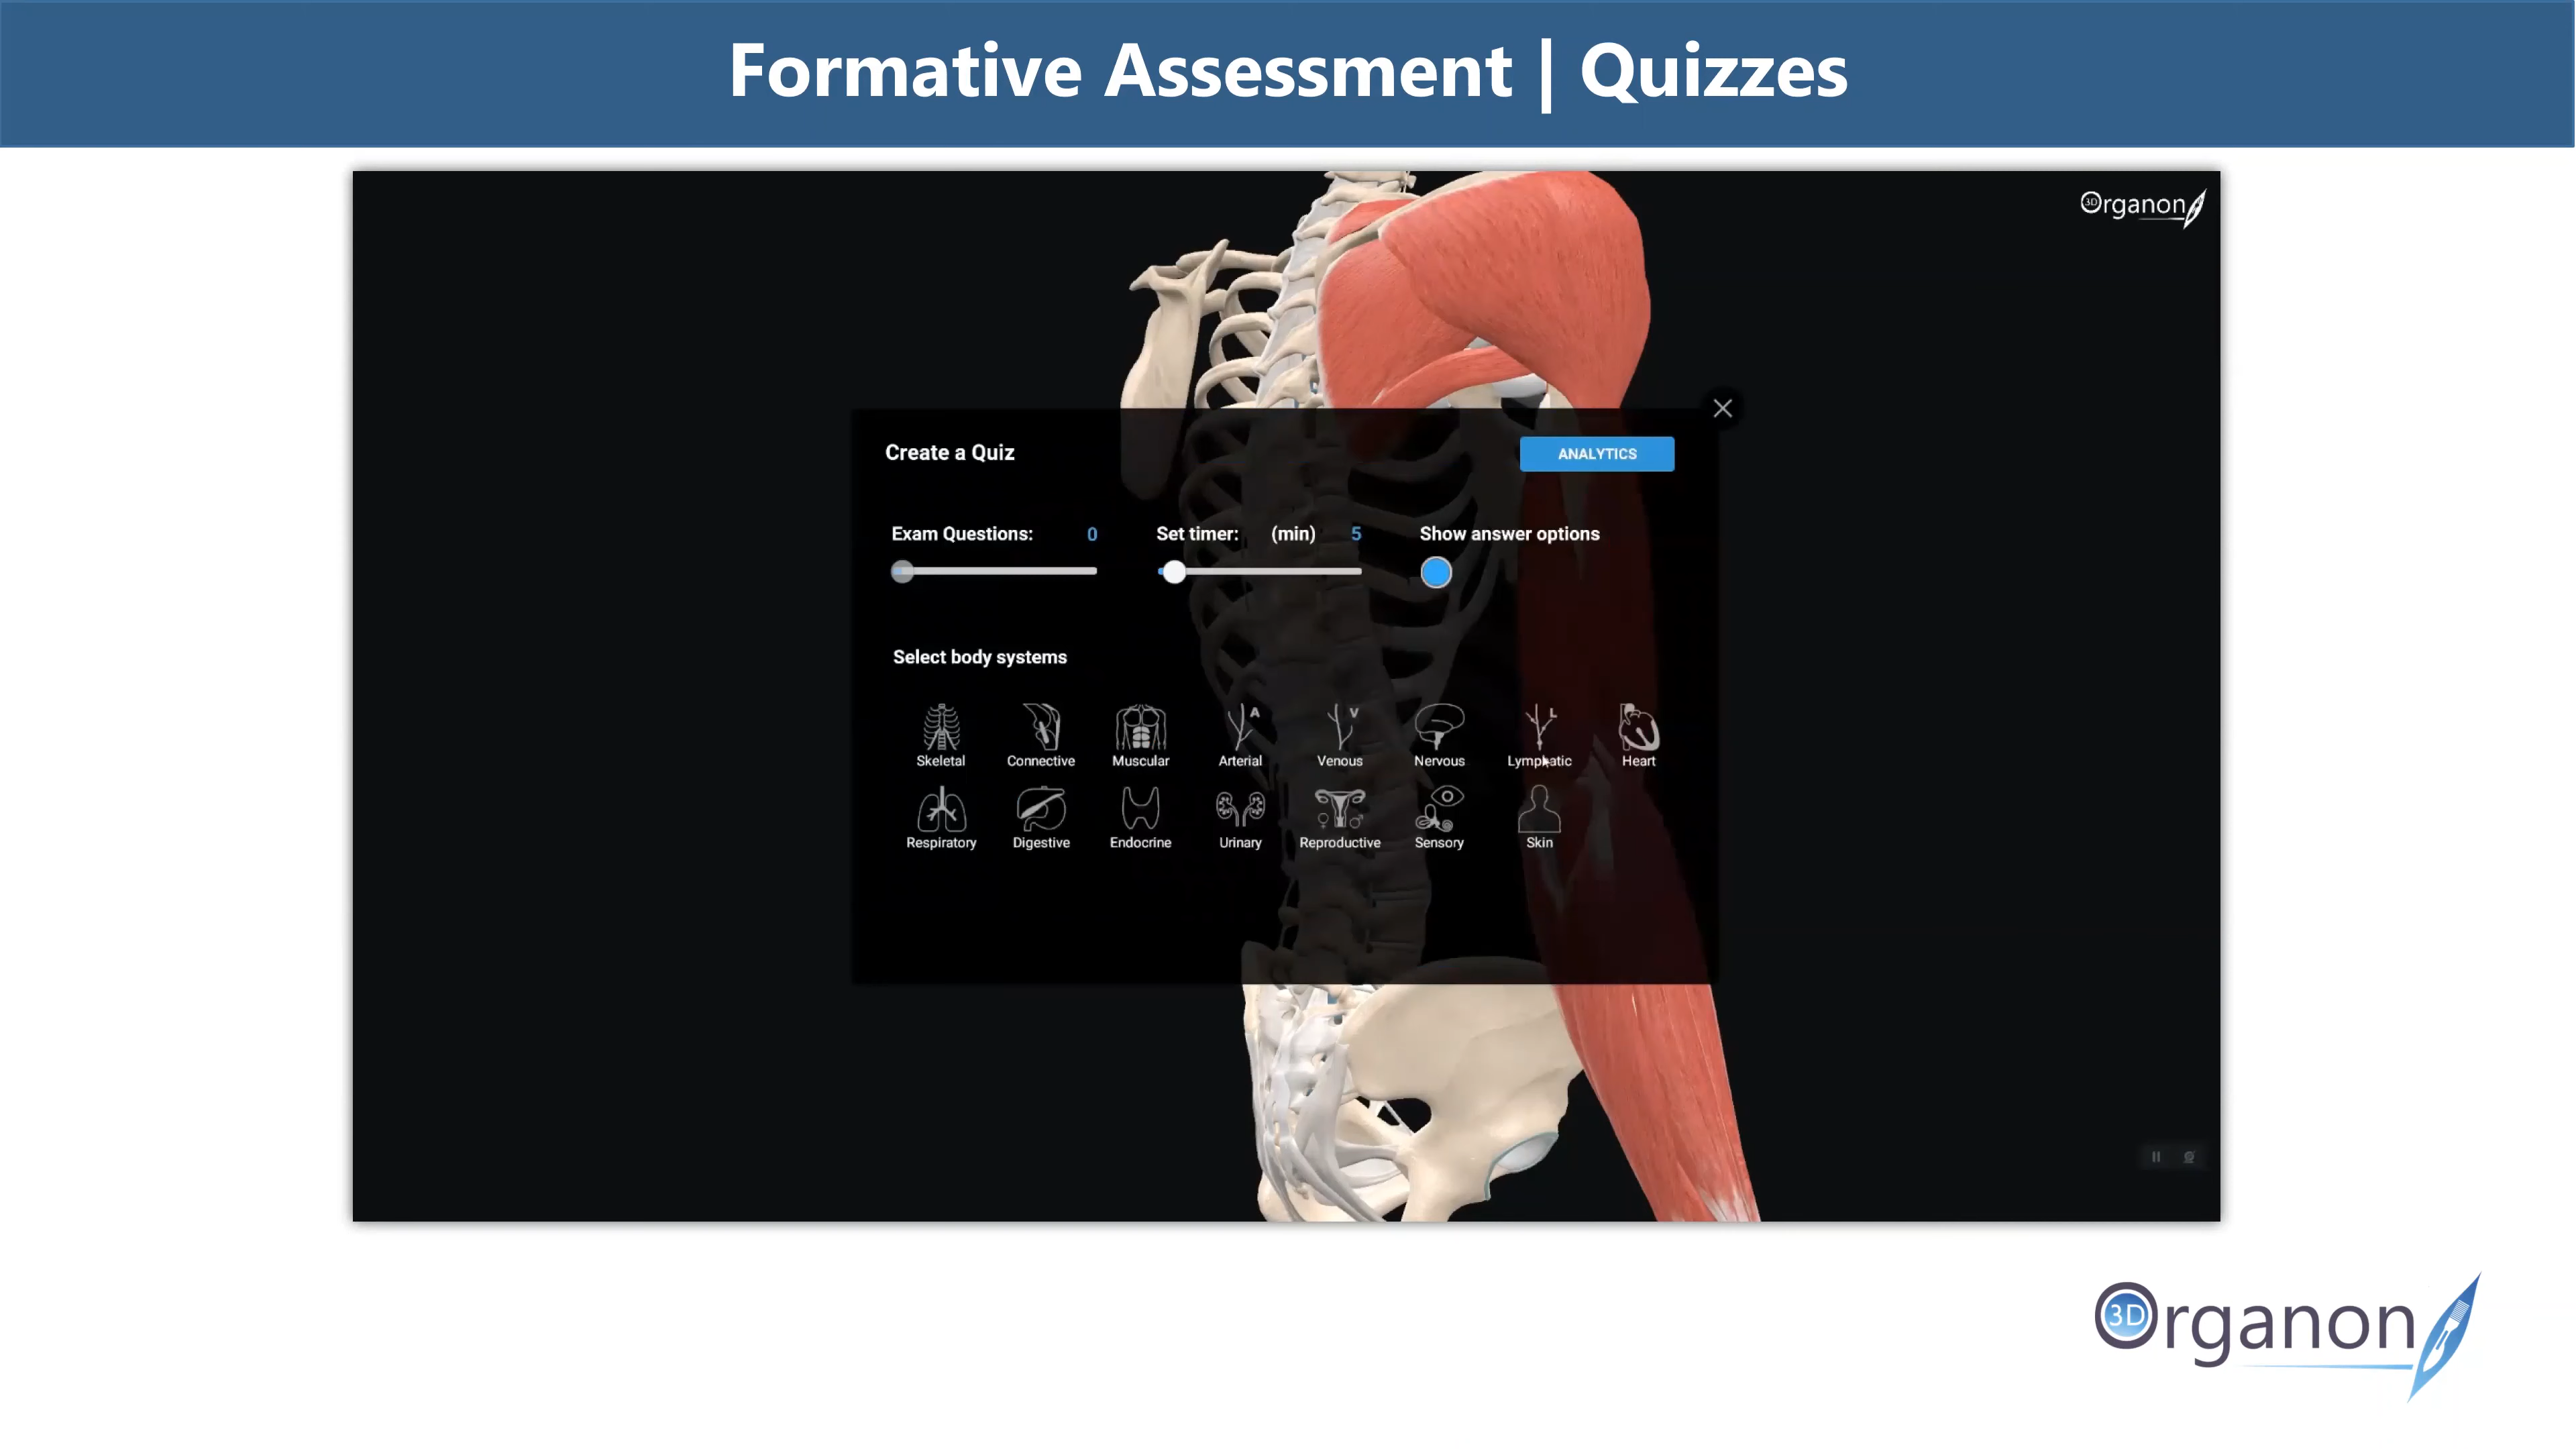 Formative Assessment | Quizzes
3D Organon
Create a Quiz
ANALYTICS
Exam Questions: 0
Set timer: (min) 5
Show answer options
Select body systems
A
V
L
Skeletal Connective Muscular Arterial Venous Nervous Lymphatic Heart
Respiratory Digestive Endocrine Urinary Reproductive Sensory Skin
3D Organon